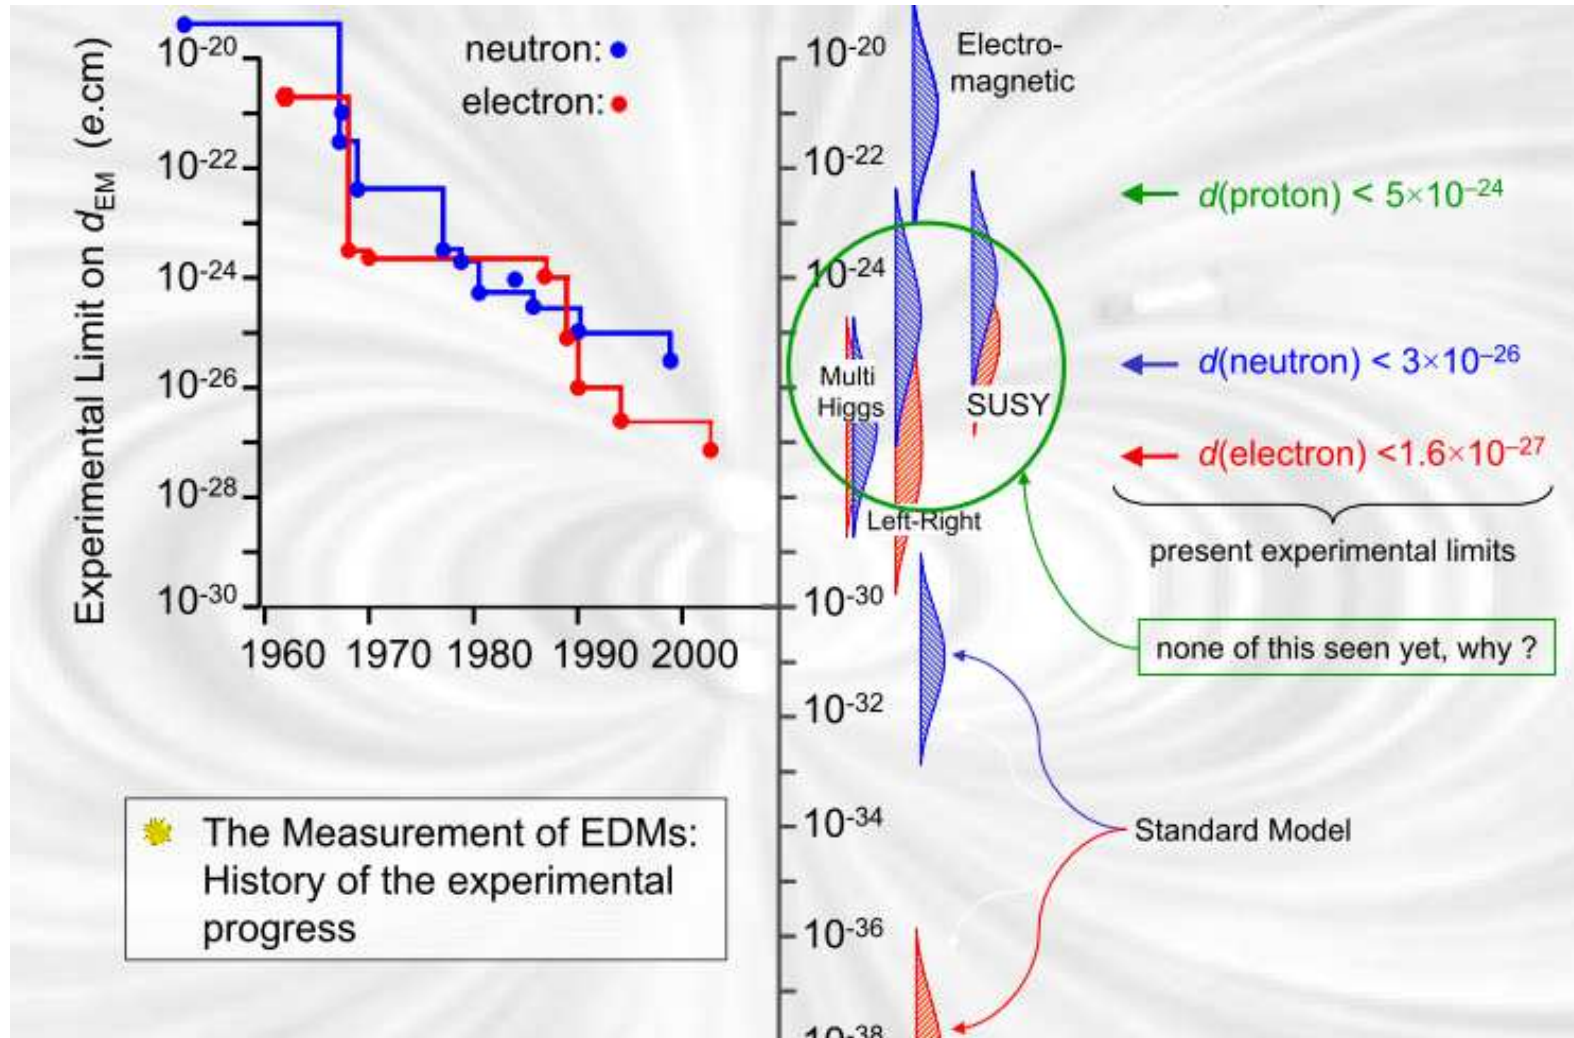 Experimental Limit on d_EM (e.cm)
10^-20
10^-22
10^-24
10^-26
10^-28
10^-30
1960 1970 1980 1990 2000
neutron:
electron:
The Measurement of EDMs:
History of the experimental
progress
10^-20
10^-22
10^-24
10^-30
10^-32
10^-34
10^-36
10^-38
Electro-
magnetic
Multi
Higgs
SUSY
Left-Right
d(proton) < 5×10^–24
d(neutron) < 3×10^–26
d(electron) <1.6×10^–27
present experimental limits
none of this seen yet, why ?
Standard Model